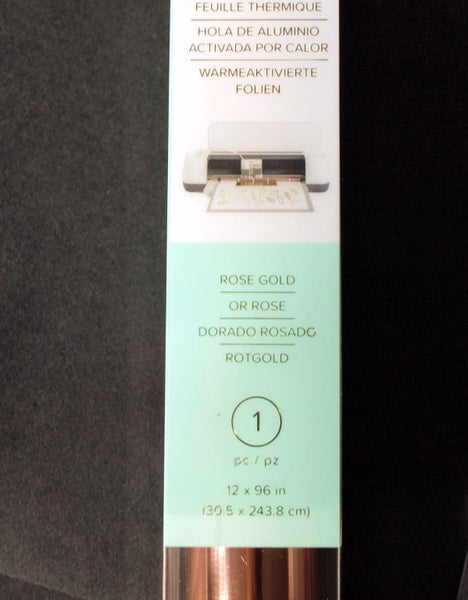 FEUILLE THERMIQUE
HOLA DE ALUMINIO
ACTIVADA POR CALOR
WARMEAKTIVIERTE
FOLIEN
ROSE GOLD
OR ROSE
DORADO ROSADO
ROTGOLD
1
pc / pz
12 x 96 in
(30.5 x 243.8 cm)